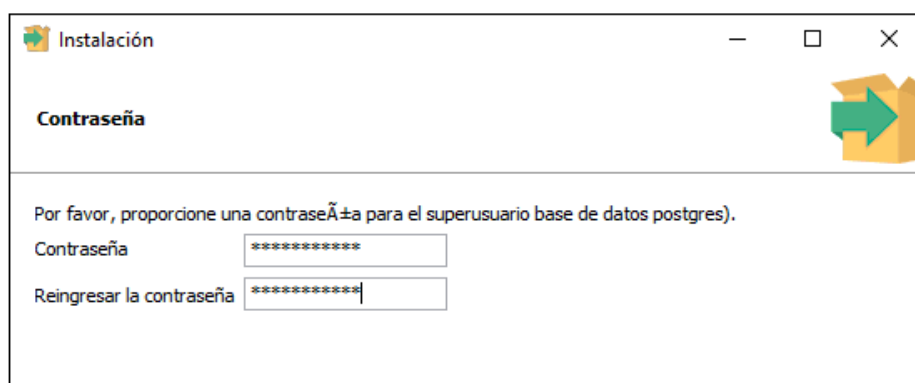 Instalación
Contraseña
Por favor, proporcione una contraseÃ±a para el superusuario base de datos postgres).
Contraseña ***********
Reingresar la contraseña ***********